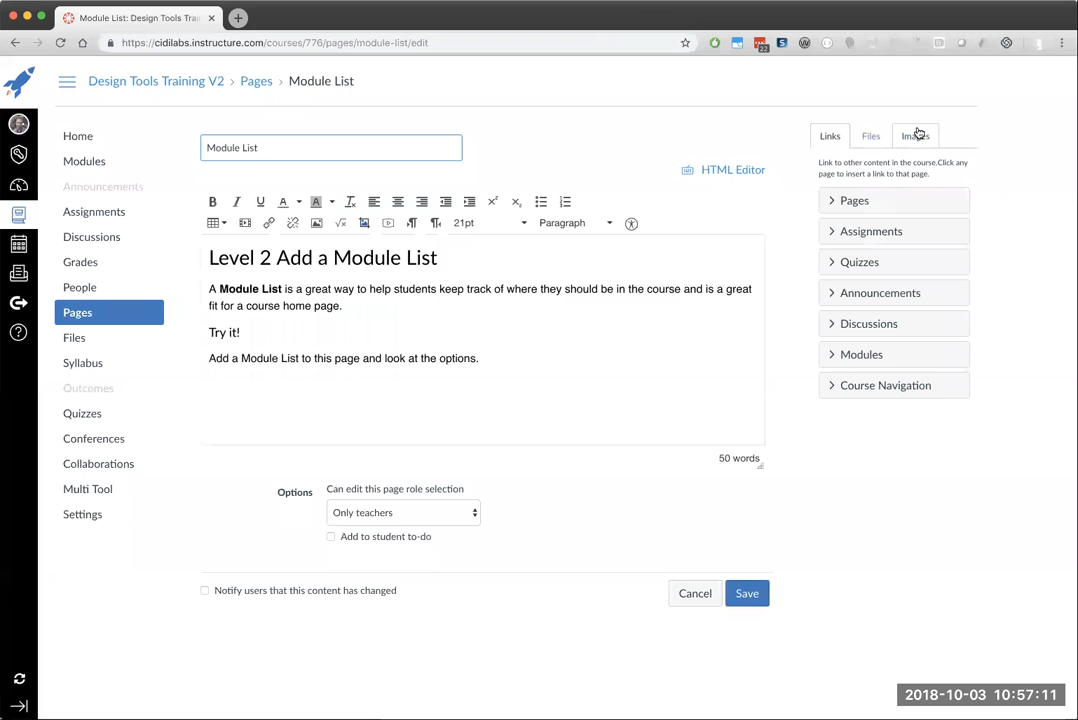 Module List: Design Tools Trai
https://cidilabs.instructure.com/courses/776/pages/module-list/edit
22
Design Tools Training V2 > Pages > Module List
Home
Modules
Announcements
Assignments
Discussions
Grades
People
Pages
Files
Syllabus
Outcomes
Quizzes
Conferences
Collaborations
Multi Tool
Settings
Module List
HTML Editor
21pt
Paragraph
Level 2 Add a Module List
A Module List is a great way to help students keep track of where they should be in the course and is a great
fit for a course home page.
Try it!
Add a Module List to this page and look at the options.
50 words
Options
Can edit this page role selection
Only teachers
Add to student to-do
Notify users that this content has changed
Cancel
Save
Links
Files
Images
Link to other content in the course.Click any
page to insert a link to that page.
Pages
Assignments
Quizzes
Announcements
Discussions
Modules
Course Navigation
2018-10-03 10:57:11